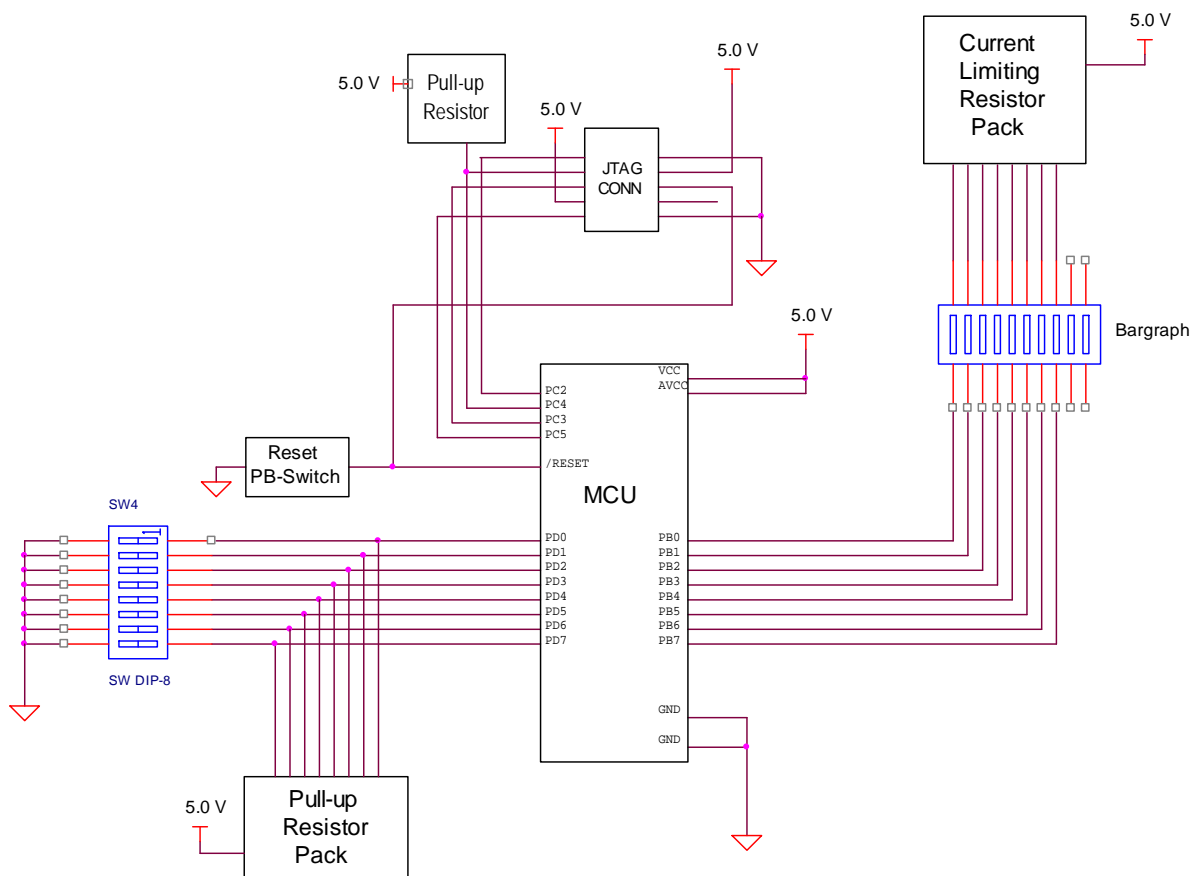 5.0 V
Current
Limiting
Resistor
Pack
5.0 V
5.0 V
Pull-up
Resistor
5.0 V
JTAG
CONN
5.0 V
Bargraph
VCC
AVCC
PC2
PC4
PC3
PC5
/RESET
Reset
PB-Switch
MCU
SW4
PD0
PD1
PD2
PD3
PD4
PD5
PD6
PD7
PB0
PB1
PB2
PB3
PB4
PB5
PB6
PB7
SW DIP-8
GND
GND
5.0 V
Pull-up
Resistor
Pack